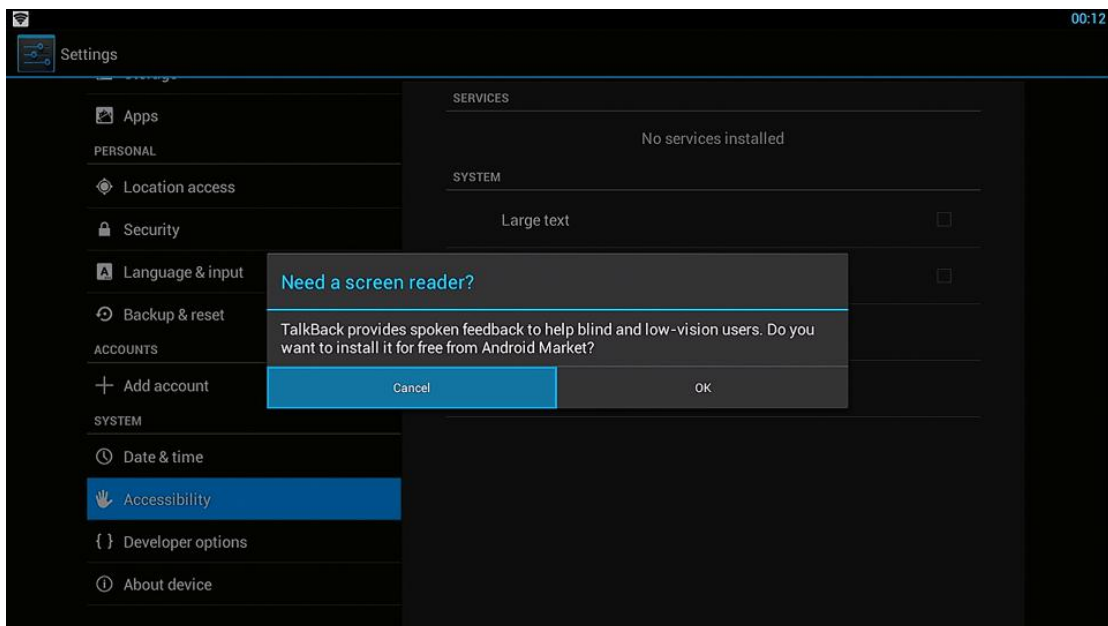 00:12
Settings
Storage
Apps
PERSONAL
Location access
Security
Language & input
Backup & reset
ACCOUNTS
Add account
SYSTEM
Date & time
Accessibility
Developer options
About device
SERVICES
No services installed
SYSTEM
Large text
Need a screen reader?
TalkBack provides spoken feedback to help blind and low-vision users. Do you
want to install it for free from Android Market?
Cancel
OK